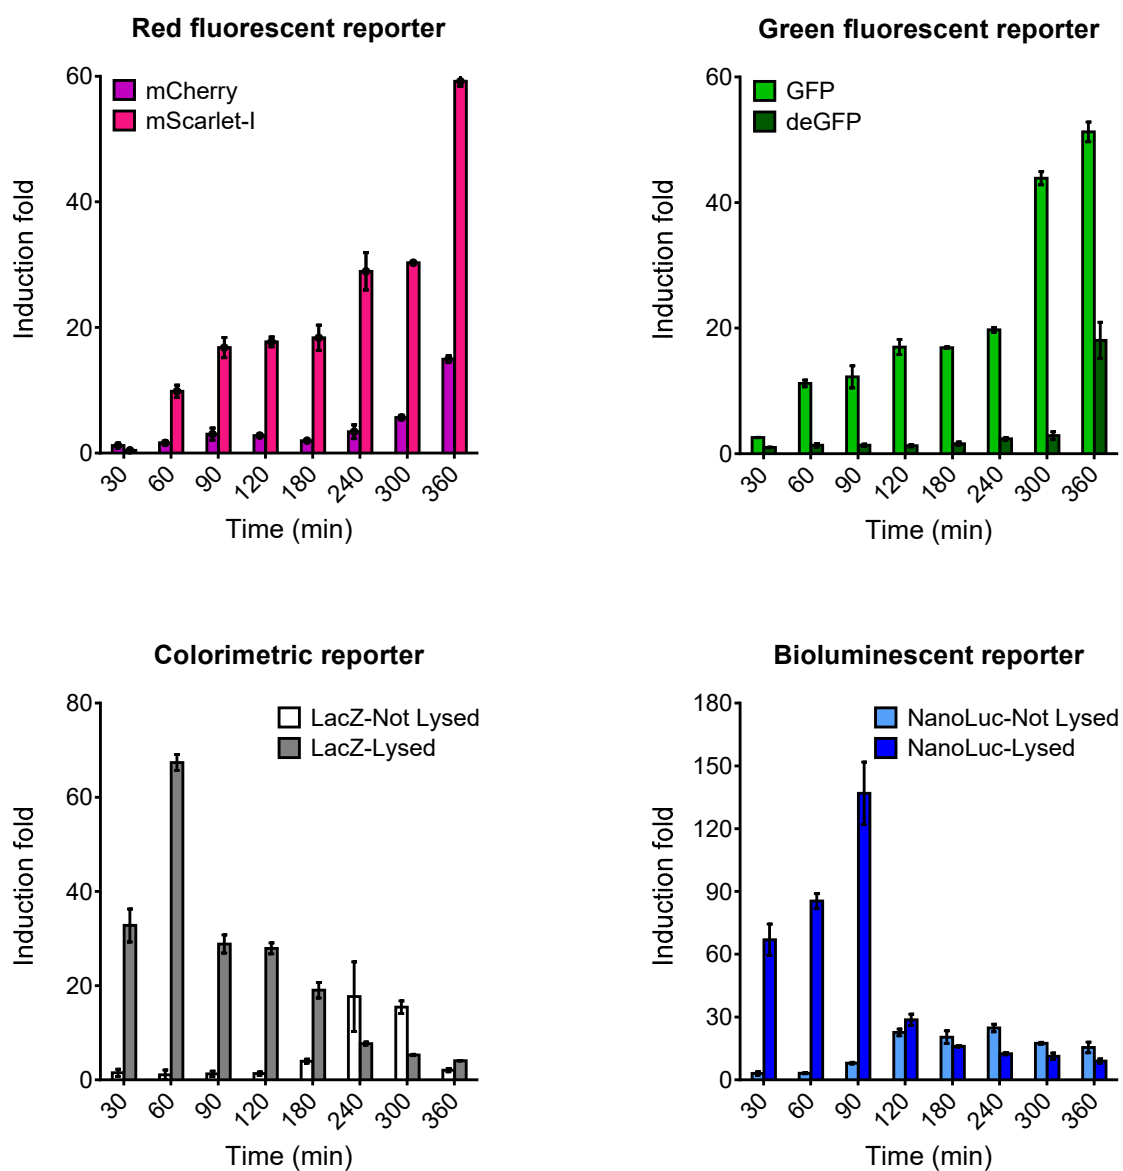 Red fluorescent reporter
mCherry
mScarlet-I
Induction fold
60
40
20
0
30
60
90
120
180
240
300
360
Time (min)
Green fluorescent reporter
GFP
deGFP
Induction fold
60
40
20
0
30
60
90
120
180
240
300
360
Time (min)
Colorimetric reporter
LacZ-Not Lysed
LacZ-Lysed
Induction fold
80
60
40
20
0
30
60
90
120
180
240
300
360
Time (min)
Bioluminescent reporter
NanoLuc-Not Lysed
NanoLuc-Lysed
Induction fold
180
150
120
90
60
30
0
30
60
90
120
180
240
300
360
Time (min)